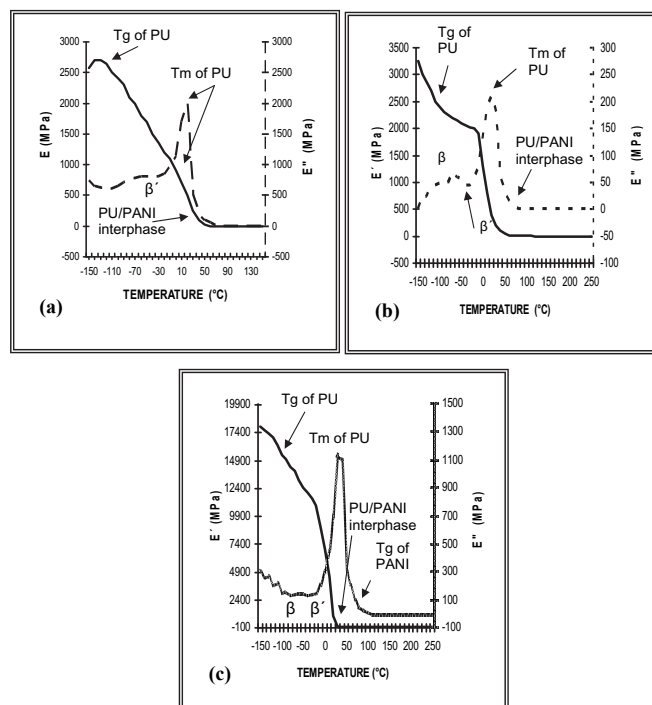 (a)
Tg of PU
Tm of PU
β´
PU/PANI
interphase
E (MPa)
E" (MPa)
3000
2500
2000
1500
1000
500
0
-500
3000
2500
2000
1500
1000
500
0
-500
-150 -110 -70 -30 10 50 90 130
TEMPERATURE (°C)
(b)
Tg of
PU
Tm of
PU
β
β´
PU/PANI
interphase
E´ (MPa)
E" (MPa)
3500
3000
2500
2000
1500
1000
500
0
-500
300
250
200
150
100
50
0
-50
-100
-150 -100 -50 0 50 100 150 200 250
TEMPERATURE (°C)
(c)
Tg of PU
Tm of PU
PU/PANI
interphase
Tg of
PANI
β β´
E´ (MPa)
E" (MPa)
19900
17400
14900
12400
9900
7400
4900
2400
-100
1500
1300
1100
900
700
500
300
100
-100
-150 -100 -50 0 50 100 150 200 250
TEMPERATURE (°C)